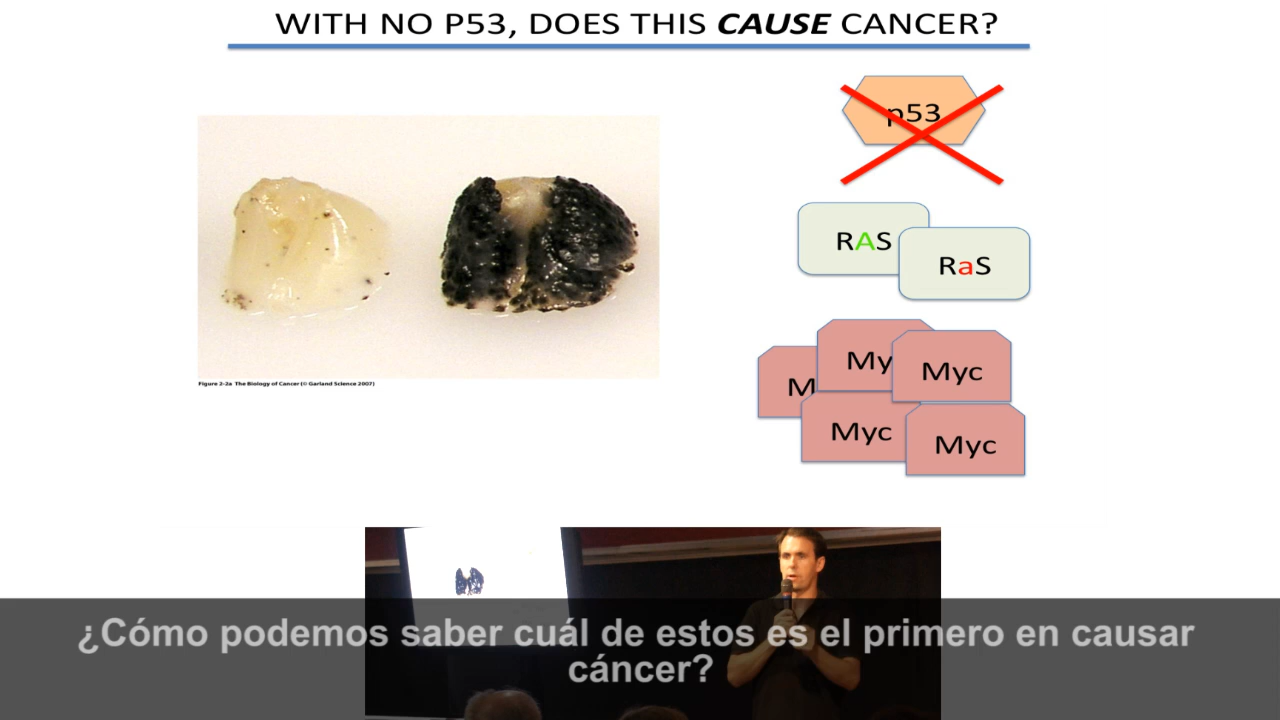 WITH NO P53, DOES THIS CAUSE CANCER?
p53
RAS
RaS
My
Myc
M
Myc
Myc
Figure 2-2a The Biology of Cancer (© Garland Science 2007)
¿Cómo podemos saber cuál de estos es el primero en causar
cáncer?